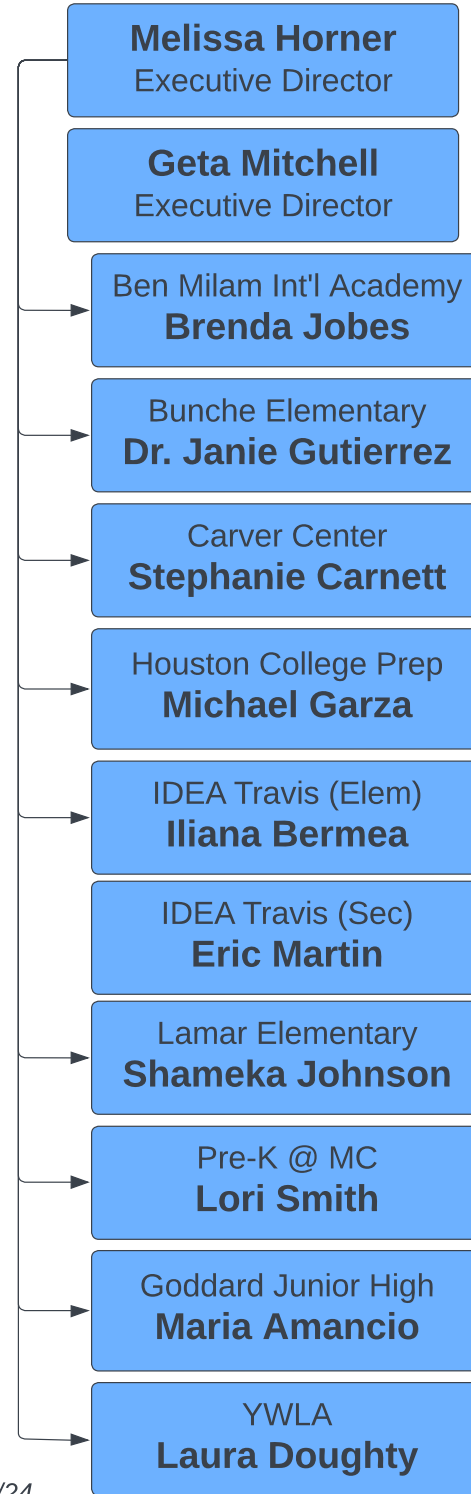 Melissa Horner
Executive Director
Geta Mitchell
Executive Director
Ben Milam Int'l Academy
Brenda Jobes
Bunche Elementary
Dr. Janie Gutierrez
Carver Center
Stephanie Carnett
Houston College Prep
Michael Garza
IDEA Travis (Elem)
Iliana Bermea
IDEA Travis (Sec)
Eric Martin
Lamar Elementary
Shameka Johnson
Pre-K @ MC
Lori Smith
Goddard Junior High
Maria Amancio
YWLA
Laura Doughty
/24